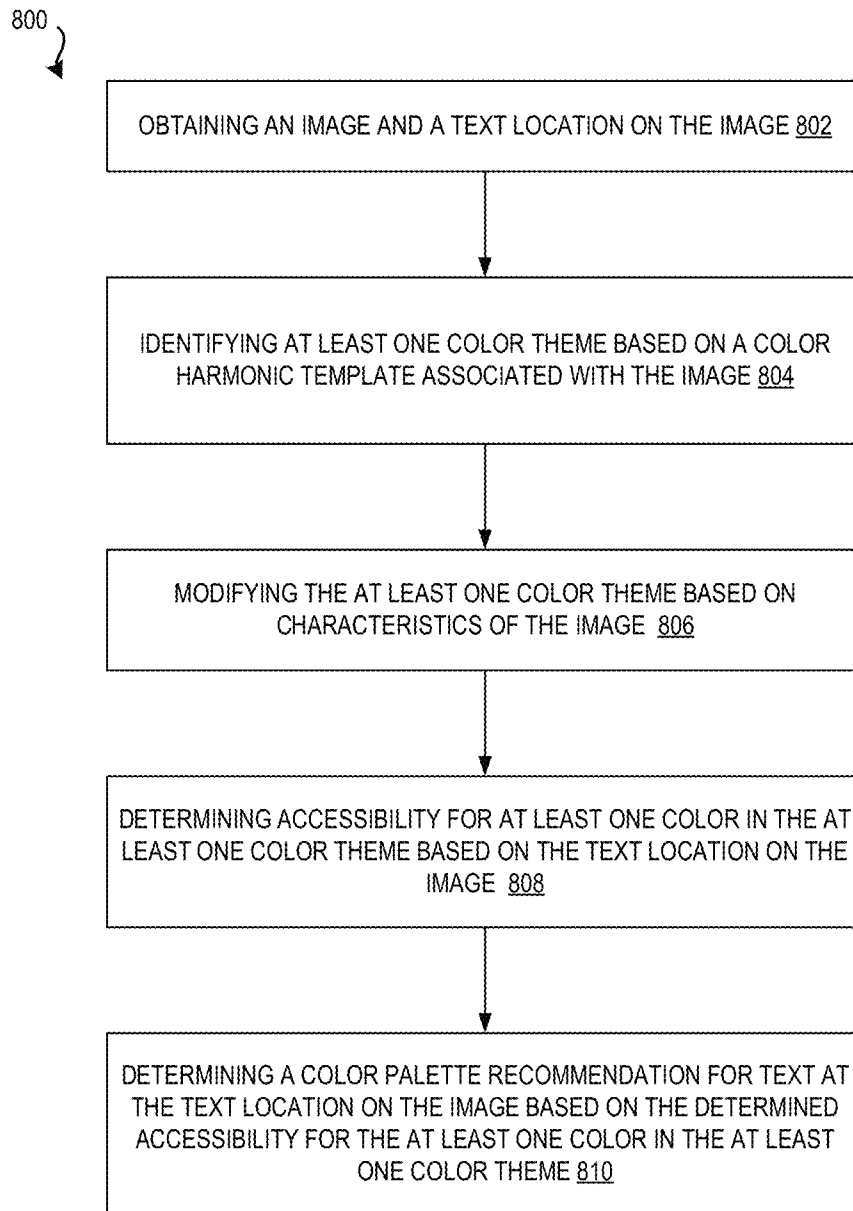 800
OBTAINING AN IMAGE AND A TEXT LOCATION ON THE IMAGE 802
IDENTIFYING AT LEAST ONE COLOR THEME BASED ON A COLOR
HARMONIC TEMPLATE ASSOCIATED WITH THE IMAGE 804
MODIFYING THE AT LEAST ONE COLOR THEME BASED ON
CHARACTERISTICS OF THE IMAGE 806
DETERMINING ACCESSIBILITY FOR AT LEAST ONE COLOR IN THE AT
LEAST ONE COLOR THEME BASED ON THE TEXT LOCATION ON THE
IMAGE 808
DETERMINING A COLOR PALETTE RECOMMENDATION FOR TEXT AT
THE TEXT LOCATION ON THE IMAGE BASED ON THE DETERMINED
ACCESSIBILITY FOR THE AT LEAST ONE COLOR IN THE AT LEAST
ONE COLOR THEME 810